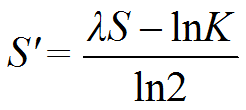 S′ = (λS − lnK) / ln2